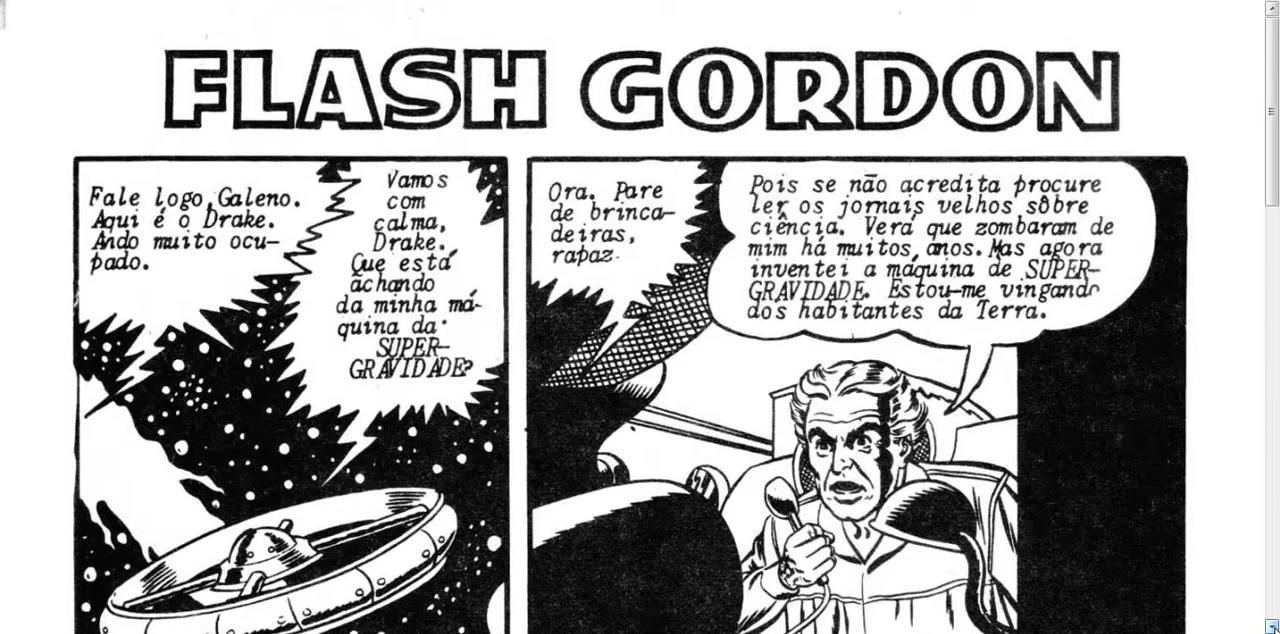 FLASH GORDON
Fale logo, Galeno.
Aqui é o Drake.
Ando muito ocu-
pado.
Vamos
com
calma,
Drake.
Que está
achando
da minha má-
quina da
SUPER-
GRAVIDADE?
Ora. Pare
de brinca-
deiras,
rapaz.
Pois se não acredita procure
ler os jornais velhos sôbre
ciência. Verá que zombaram de
mim há muitos anos. Mas agora
inventei a máquina de SUPER-
GRAVIDADE. Estou-me vingando
dos habitantes da Terra.